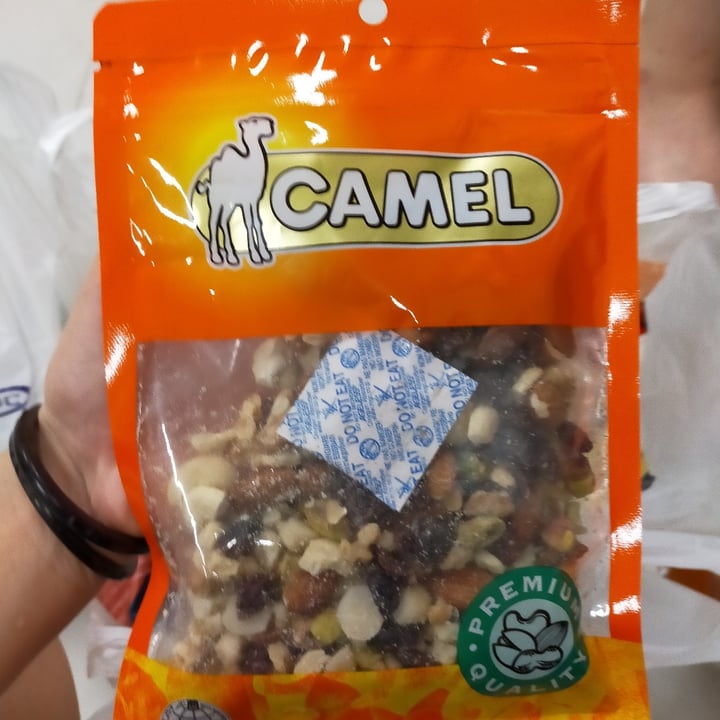 CAMEL
DO NOT EAT
DO NOT EAT
DO NOT
EAT
PREMIUM
QUALITY